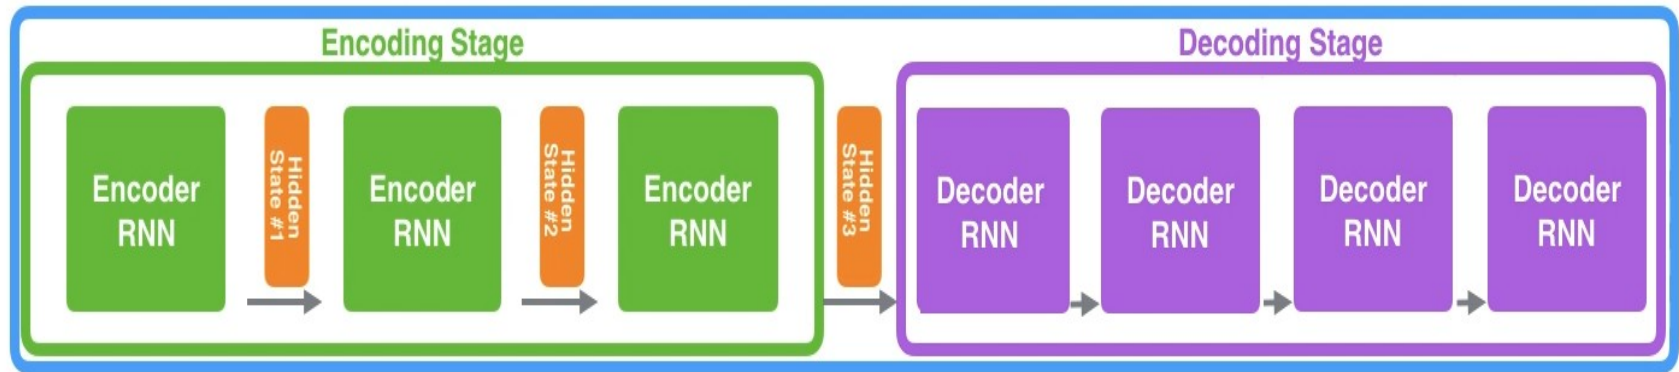 Encoding Stage
Decoding Stage
Encoder
RNN
Hidden
State #1
Encoder
RNN
Hidden
State #2
Encoder
RNN
Hidden
State #3
Decoder
RNN
Decoder
RNN
Decoder
RNN
Decoder
RNN